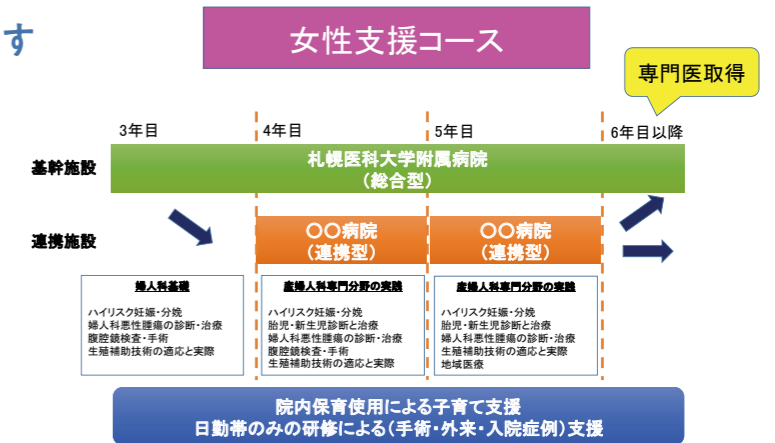 す
女性支援コース
専門医取得
3年目
4年目
5年目
6年目以降
基幹施設
札幌医科大学附属病院
（総合型）
連携施設
〇〇病院
（連携型）
〇〇病院
（連携型）
婦人科基礎
ハイリスク妊娠・分娩
婦人科悪性腫瘍の診断・治療
腹腔鏡検査・手術
生殖補助技術の適応と実際
産婦人科専門分野の実践
ハイリスク妊娠・分娩
胎児・新生児診断と治療
婦人科悪性腫瘍の診断・治療
腹腔鏡検査・手術
生殖補助技術の適応と実際
産婦人科専門分野の実践
ハイリスク妊娠・分娩
胎児・新生児診断と治療
婦人科悪性腫瘍の診断・治療
生殖補助技術の適応と実際
地域医療
院内保育使用による子育て支援
日勤帯のみの研修による（手術・外来・入院症例）支援